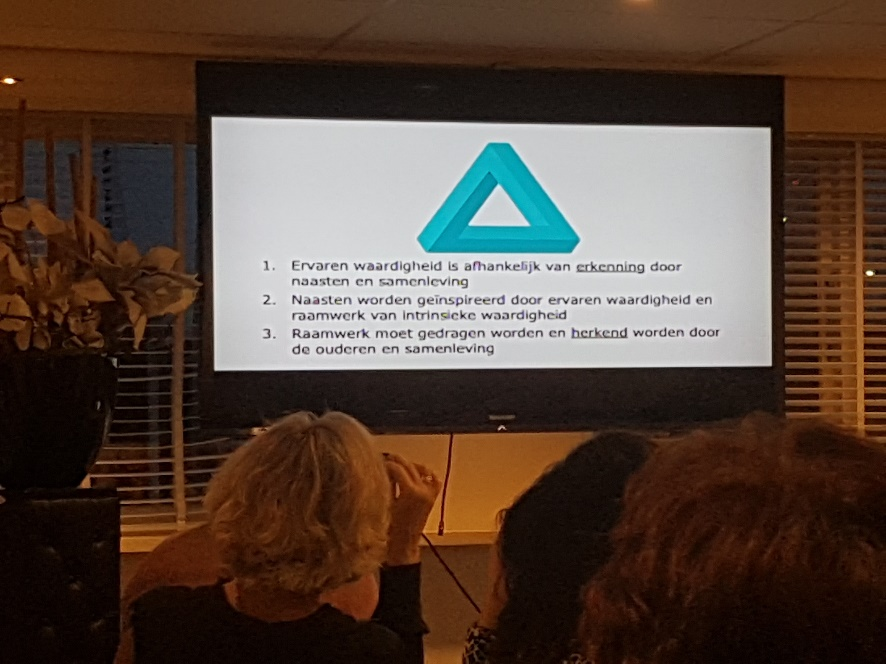 1. Ervaren waardigheid is afhankelijk van erkenning door
naasten en samenleving
2. Naasten worden geïnspireerd door ervaren waardigheid en
raamwerk van intrinsieke waardigheid
3. Raamwerk moet gedragen worden en herkend worden door
de ouderen en samenleving